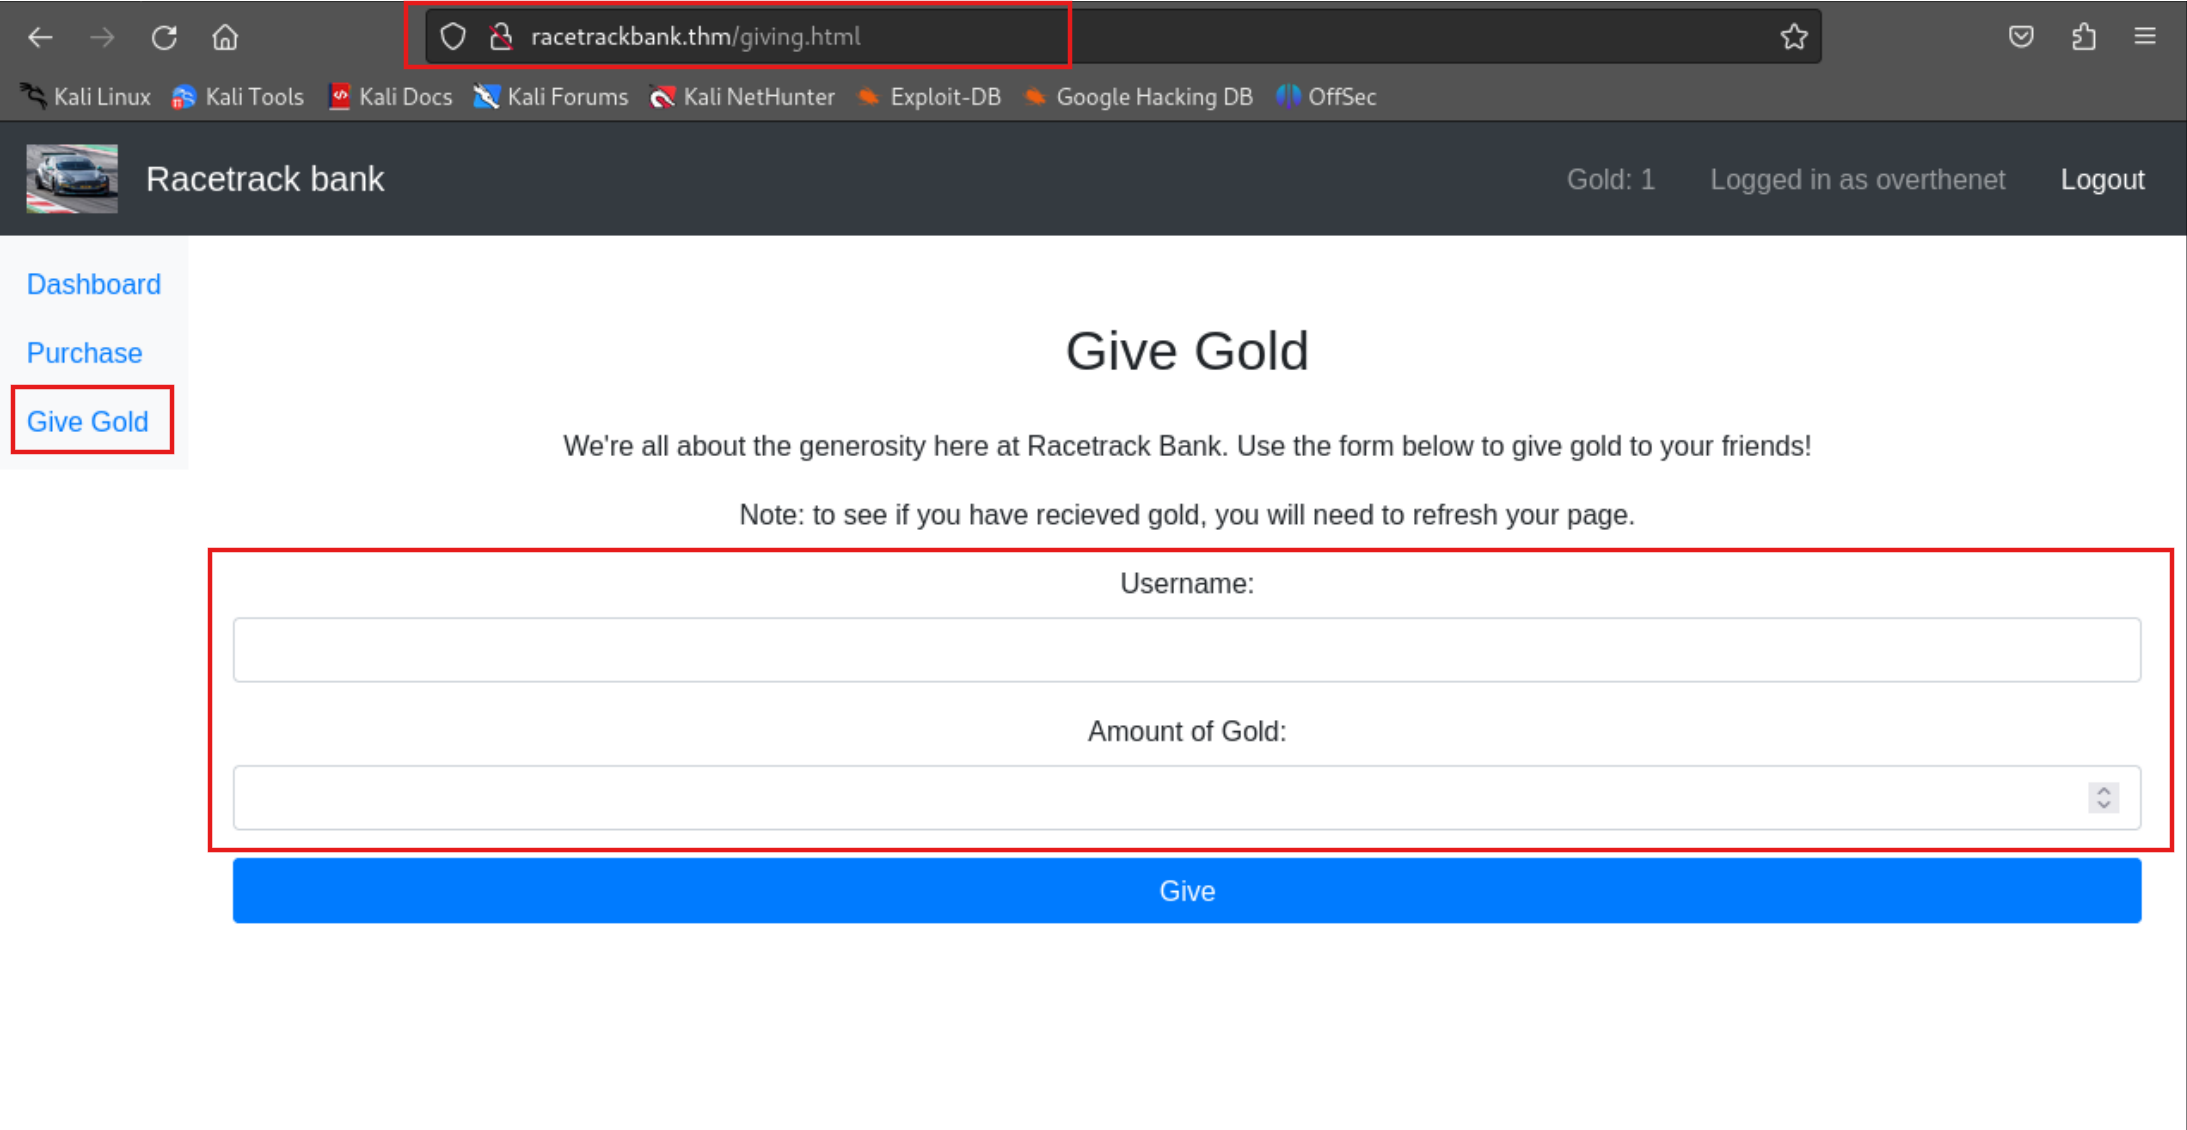 racetrackbank.thm/giving.html
Kali Linux Kali Tools Kali Docs Kali Forums Kali NetHunter Exploit-DB Google Hacking DB OffSec
Racetrack bank Gold: 1 Logged in as overthenet Logout
Dashboard
Purchase
Give Gold
Give Gold
We're all about the generosity here at Racetrack Bank. Use the form below to give gold to your friends!
Note: to see if you have recieved gold, you will need to refresh your page.
Username:
Amount of Gold:
Give